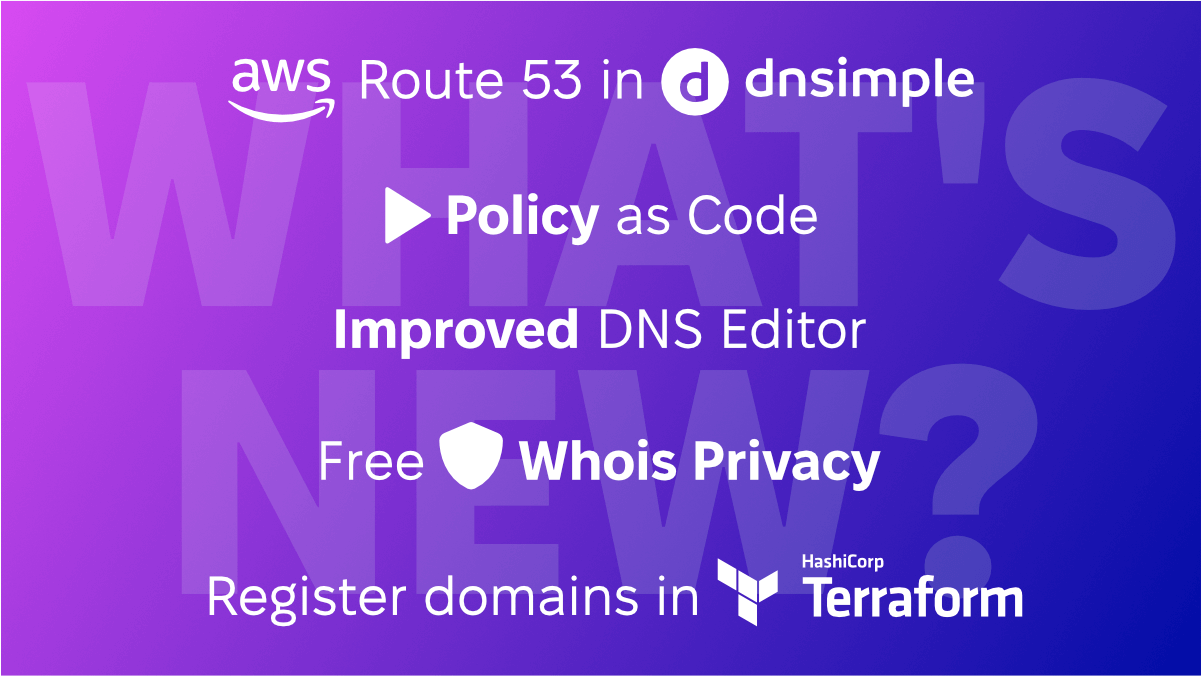 WHAT'S
NEW?
aws Route 53 in d dnsimple
Policy as Code
Improved DNS Editor
Free Whois Privacy
Register domains in HashiCorp Terraform